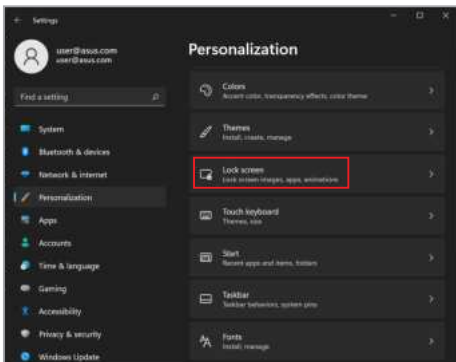 Settings
user@asus.com
user@asus.com
Find a setting
System
Bluetooth & devices
Network & internet
Personalization
Apps
Accounts
Time & language
Gaming
Accessibility
Privacy & security
Windows Update
Personalization
Colors
Accent color, transparency effects, color theme
Themes
Install, create, manage
Lock screen
Lock screen images, apps, animations
Touch keyboard
Themes, size
Start
Recent apps and items, folders
Taskbar
Taskbar behaviors, system pins
Fonts
Install, manage